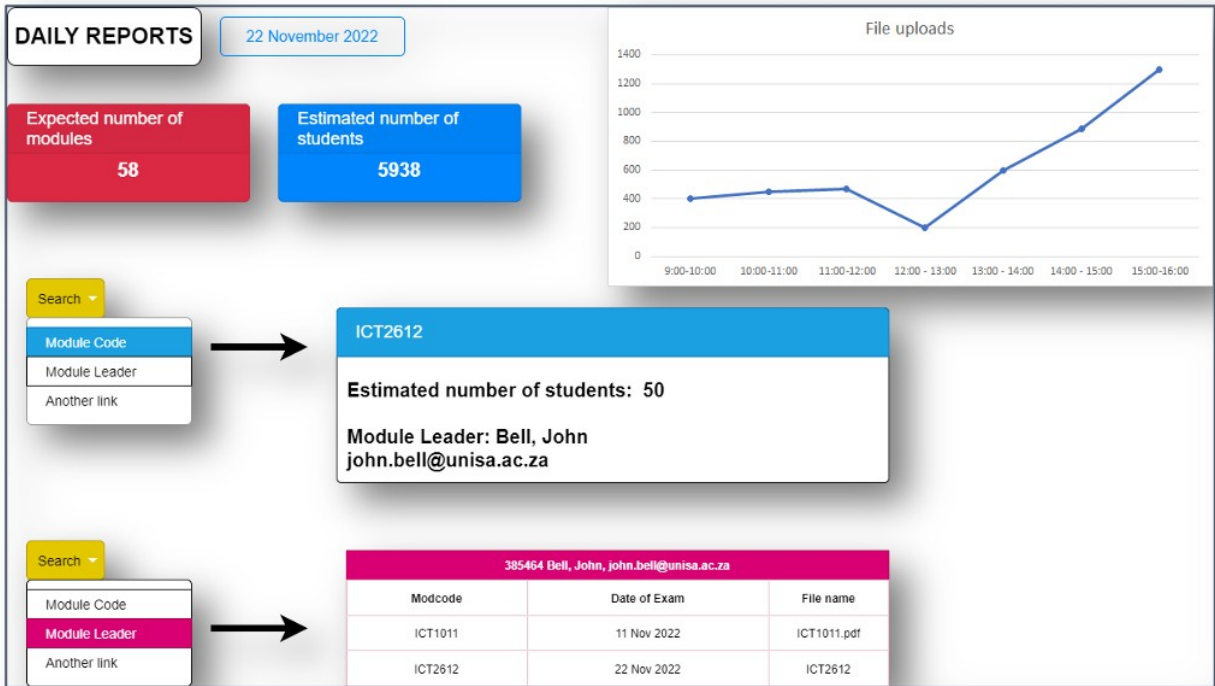 DAILY REPORTS
22 November 2022
File uploads
1400
1200
1000
800
600
400
200
0
9:00-10:00 10:00-11:00 11:00-12:00 12:00 - 13:00 13:00 - 14:00 14:00 - 15:00 15:00-16:00
Expected number of
modules
58
Estimated number of
students
5938
Search
Module Code
Module Leader
Another link
ICT2612
Estimated number of students: 50
Module Leader: Bell, John
john.bell@unisa.ac.za
Search
Module Code
Module Leader
Another link
385464 Bell, John, john.bell@unisa.ac.za
Modcode Date of Exam File name
ICT1011 11 Nov 2022 ICT1011.pdf
ICT2612 22 Nov 2022 ICT2612